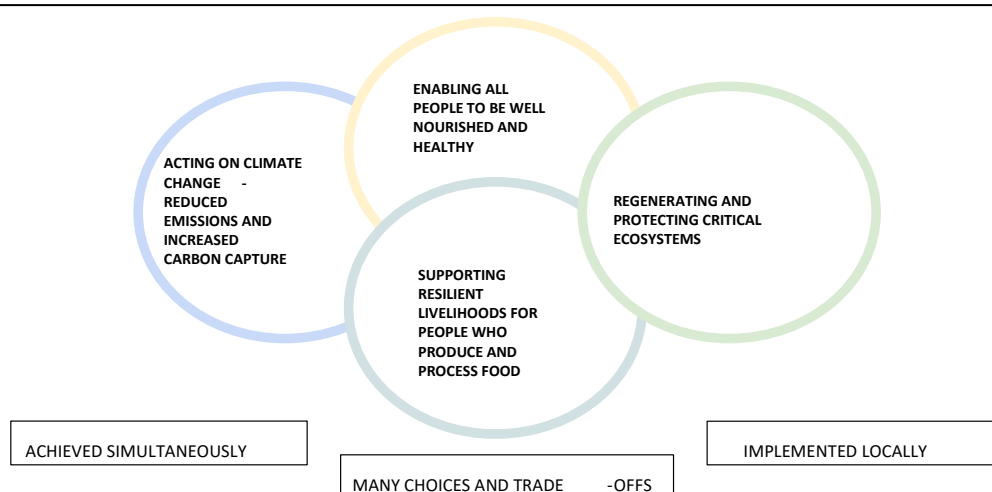 ENABLING ALL
PEOPLE TO BE WELL
NOURISHED AND
HEALTHY
ACTING ON CLIMATE
CHANGE -
REDUCED
EMISSIONS AND
INCREASED
CARBON CAPTURE
REGENERATING AND
PROTECTING CRITICAL
ECOSYSTEMS
SUPPORTING
RESILIENT
LIVELIHOODS FOR
PEOPLE WHO
PRODUCE AND
PROCESS FOOD
ACHIEVED SIMULTANEOUSLY
IMPLEMENTED LOCALLY
MANY CHOICES AND TRADE -OFFS